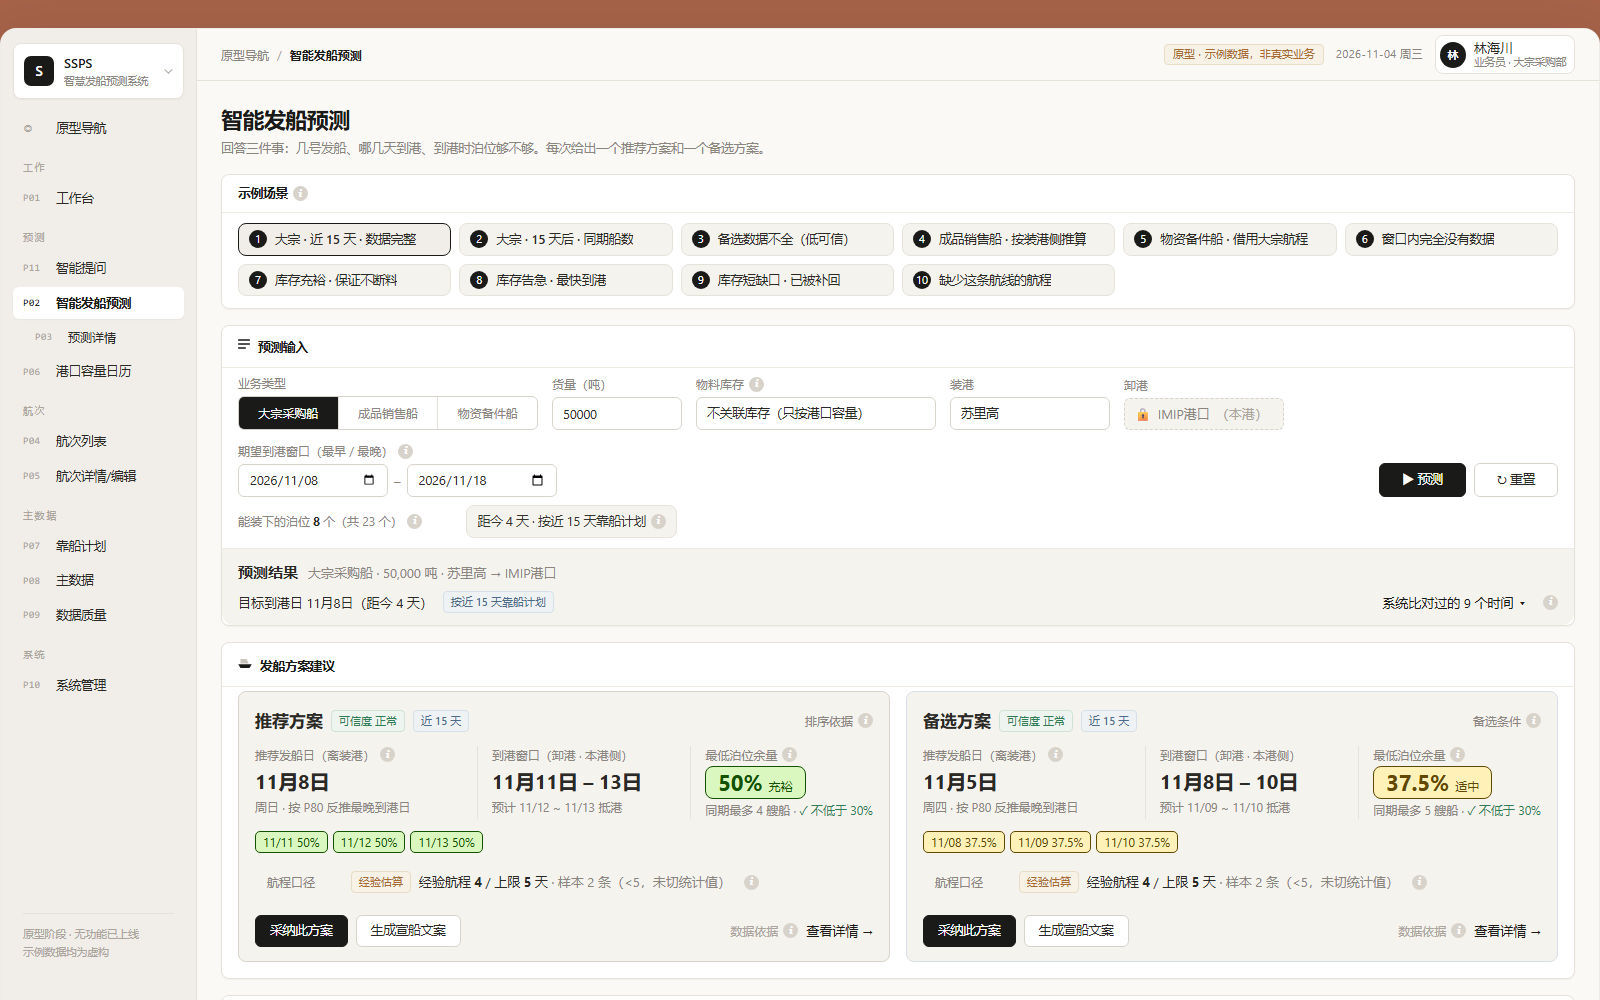 S
SSPS
智慧发船预测系统
原型导航
工作
P01 工作台
预测
P11 智能提问
P02 智能发船预测
P03 预测详情
P06 港口容量日历
航次
P04 航次列表
P05 航次详情/编辑
主数据
P07 靠船计划
P08 主数据
P09 数据质量
系统
P10 系统管理
原型阶段 · 无功能已上线
示例数据均为虚构
原型导航 / 智能发船预测
原型 · 示例数据，非真实业务
2026-11-04 周三
林
林海川
业务员 · 大宗采购部
智能发船预测
回答三件事：几号发船、哪几天到港、到港时泊位够不够。每次给出一个推荐方案和一个备选方案。
示例场景
1 大宗 · 近 15 天 · 数据完整
2 大宗 · 15 天后 · 同期船数
3 备选数据不全（低可信）
4 成品销售船 · 按装港侧推算
5 物资备件船 · 借用大宗航程
6 窗口内完全没有数据
7 库存充裕 · 保证不断料
8 库存告急 · 最快到港
9 库存短缺口 · 已被补回
10 缺少这条航线的航程
预测输入
业务类型
大宗采购船 成品销售船 物资备件船
货量（吨）
50000
物料库存
不关联库存（只按港口容量）
装港
苏里高
卸港
IMIP港口 （本港）
期望到港窗口（最早 / 最晚）
2026/11/08 – 2026/11/18
▶ 预测
↻ 重置
能装下的泊位 8 个（共 23 个）
距今 4 天 · 按近 15 天靠船计划
预测结果 大宗采购船 · 50,000 吨 · 苏里高 → IMIP港口
目标到港日 11月8日（距今 4 天） 按近 15 天靠船计划
系统比对过的 9 个时间 ▾
发船方案建议
推荐方案 可信度 正常 近 15 天
排序依据
推荐发船日（离装港）
11月8日
周日 · 按 P80 反推最晚到港日
到港窗口（卸港 · 本港侧）
11月11日 – 13日
预计 11/12 ~ 11/13 抵港
最低泊位余量
50% 充裕
同期最多 4 艘船 · ✓ 不低于 30%
11/11 50% 11/12 50% 11/13 50%
航程口径 经验估算 经验航程 4 / 上限 5 天 · 样本 2 条（<5，未切统计值）
采纳此方案 生成宣船文案
数据依据 查看详情 →
备选方案 可信度 正常 近 15 天
备选条件
推荐发船日（离装港）
11月5日
周四 · 按 P80 反推最晚到港日
到港窗口（卸港 · 本港侧）
11月8日 – 10日
预计 11/09 ~ 11/10 抵港
最低泊位余量
37.5% 适中
同期最多 5 艘船 · ✓ 不低于 30%
11/08 37.5% 11/09 37.5% 11/10 37.5%
航程口径 经验估算 经验航程 4 / 上限 5 天 · 样本 2 条（<5，未切统计值）
采纳此方案 生成宣船文案
数据依据 查看详情 →